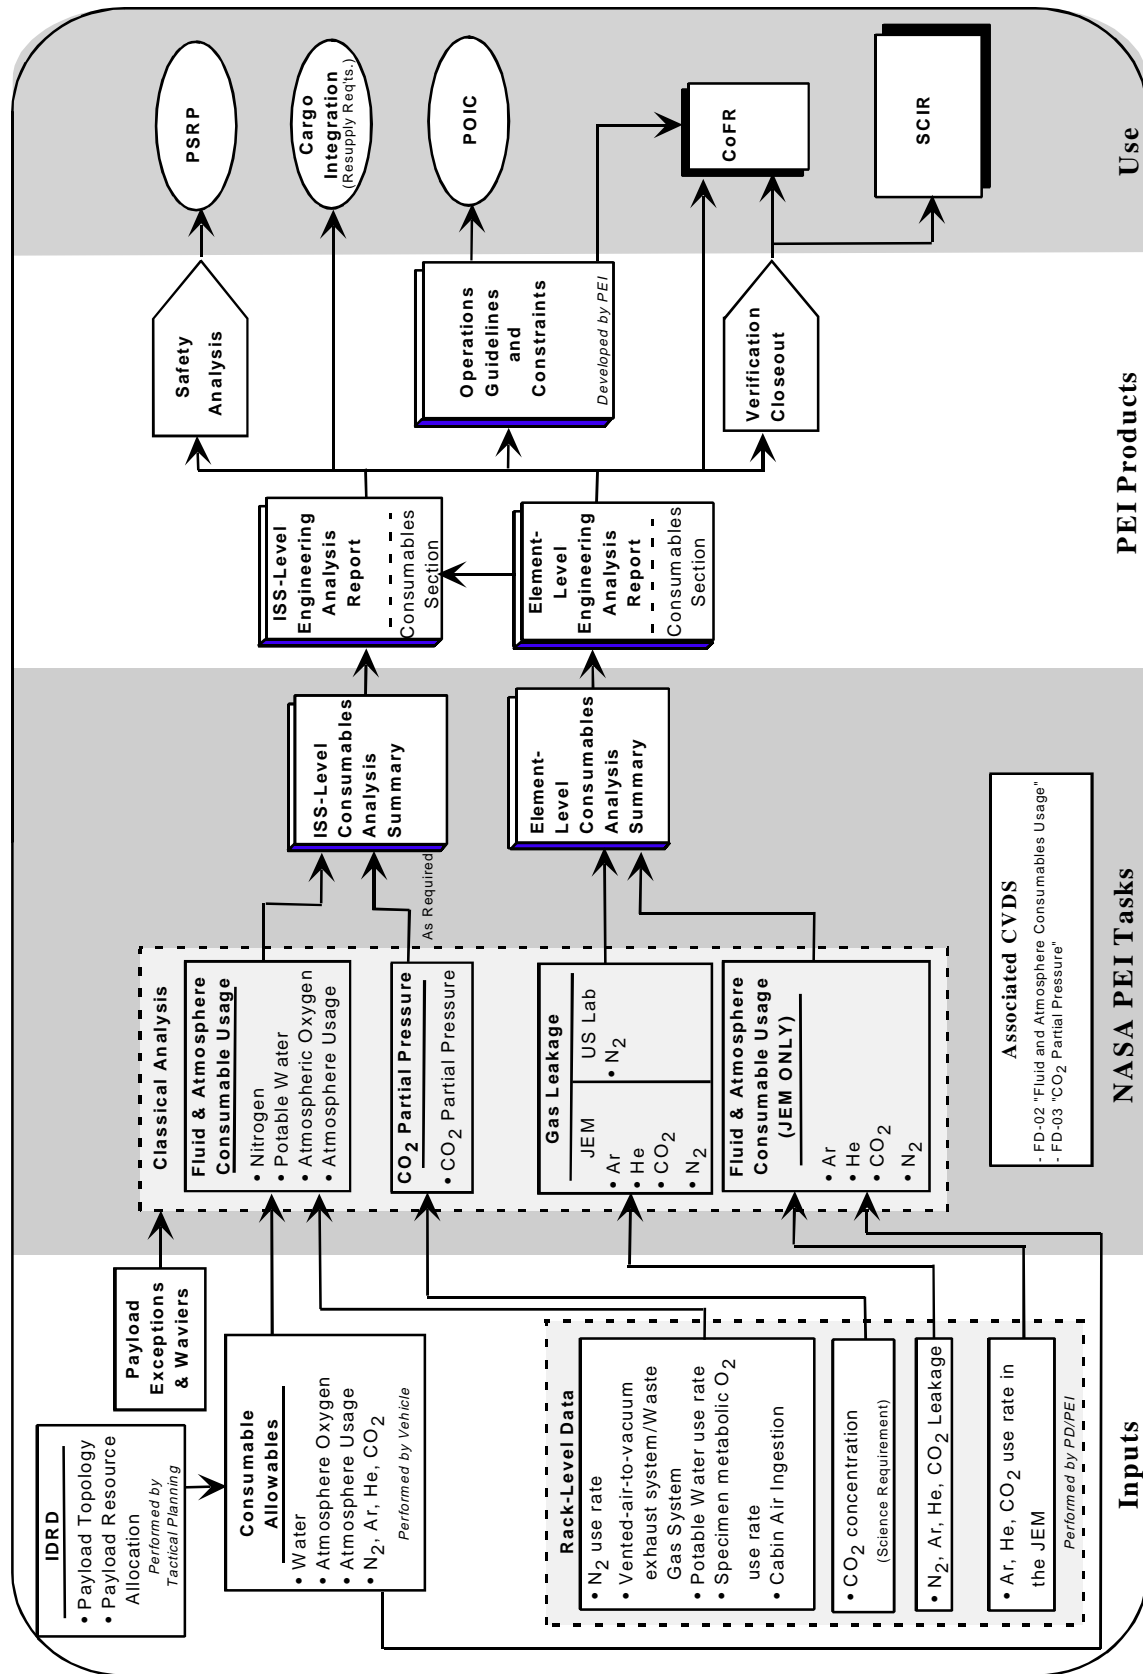 IDRD
• Payload Topology
• Payload Resource
Allocation
Performed by
Tactical Planning
Payload
Exceptions
& Waviers
Consumable
Allowables
• Water
• Atmosphere Oxygen
• Atmosphere Usage
• N2, Ar, He, CO2
Performed by Vehicle
Rack-Level Data
• N2 use rate
• Vented-air-to-vacuum
exhaust system/Waste
Gas System
• Potable Water use rate
• Specimen metabolic O2
use rate
• Cabin Air Ingestion
• CO2 concentration
(Science Requirement)
• N2, Ar, He, CO2 Leakage
• Ar, He, CO2 use rate in
the JEM
Performed by PD/PEI
Inputs
Classical Analysis
Fluid & Atmosphere
Consumable Usage
• Nitrogen
• Potable Water
• Atmospheric Oxygen
• Atmosphere Usage
CO2 Partial Pressure
• CO2 Partial Pressure
As Required
Gas Leakage
JEM
• Ar
• He
• CO2
• N2
US Lab
• N2
Fluid & Atmosphere
Consumable Usage
(JEM ONLY)
• Ar
• He
• CO2
• N2
ISS-Level
Consumables
Analysis
Summary
Element-
Level
Consumables
Analysis
Summary
Associated CVDS
- FD-02 "Fluid and Atmosphere Consumables Usage"
- FD-03 "CO2 Partial Pressure"
NASA PEI Tasks
ISS-Level
Engineering
Analysis
Report
Consumables
Section
Element-
Level
Engineering
Analysis
Report
Consumables
Section
Safety
Analysis
Operations
Guidelines
and
Constraints
Developed by PEI
Verification
Closeout
PEI Products
PSRP
Cargo
Integration
(Resupply Req'ts.)
POIC
CoFR
SCIR
Use